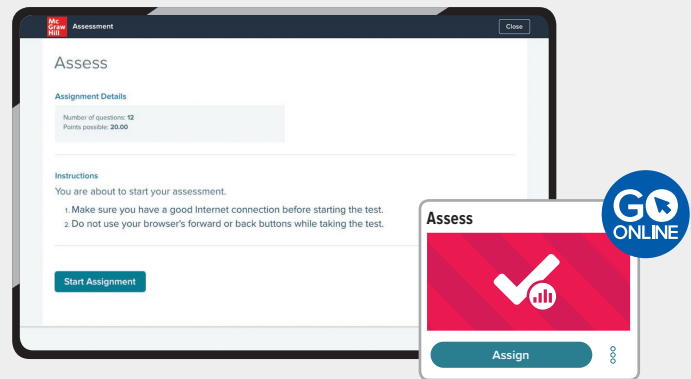 Mc
Graw
Hill
Assessment
Close
Assess
Assignment Details
Number of questions: 12
Points possible: 20.00
Instructions
You are about to start your assessment.
1. Make sure you have a good Internet connection before starting the test.
2. Do not use your browser's forward or back buttons while taking the test.
Start Assignment
Assess
Assign
GO
ONLINE